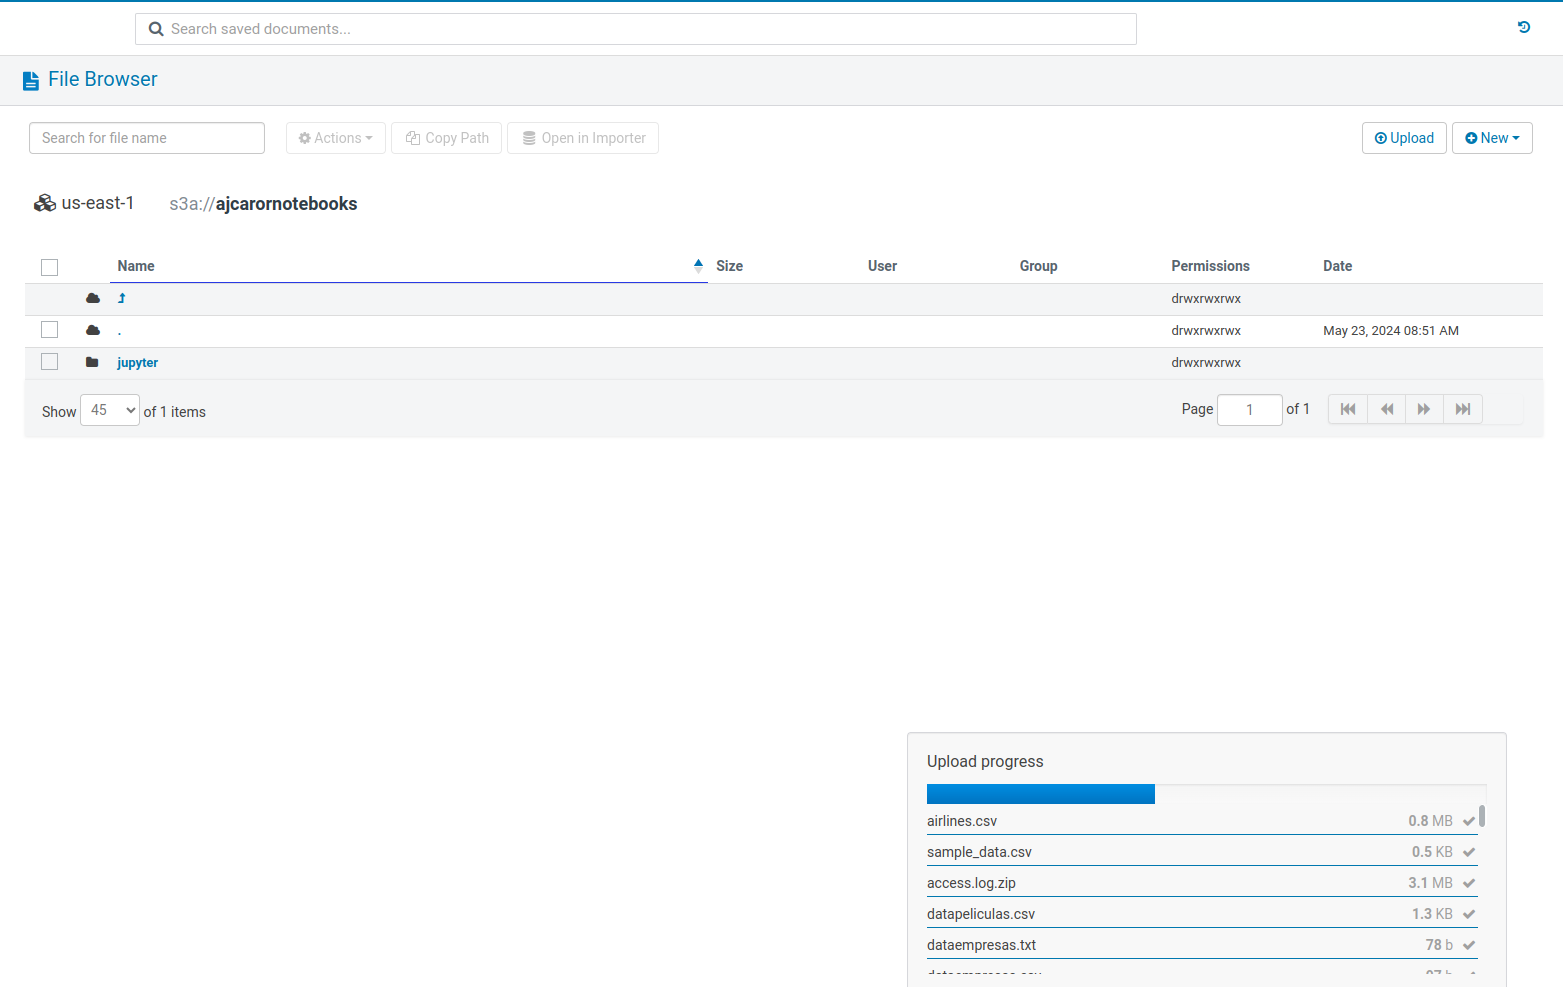 Search saved documents...
File Browser
Search for file name
Actions
Copy Path
Open in Importer
Upload
New
us-east-1 s3a://ajcarornotebooks
Name Size User Group Permissions Date
drwxrwxrwx
. drwxrwxrwx May 23, 2024 08:51 AM
jupyter drwxrwxrwx
Show 45 of 1 items Page 1 of 1
Upload progress
airlines.csv 0.8 MB
sample_data.csv 0.5 KB
access.log.zip 3.1 MB
datapeliculas.csv 1.3 KB
dataempresas.txt 78 b